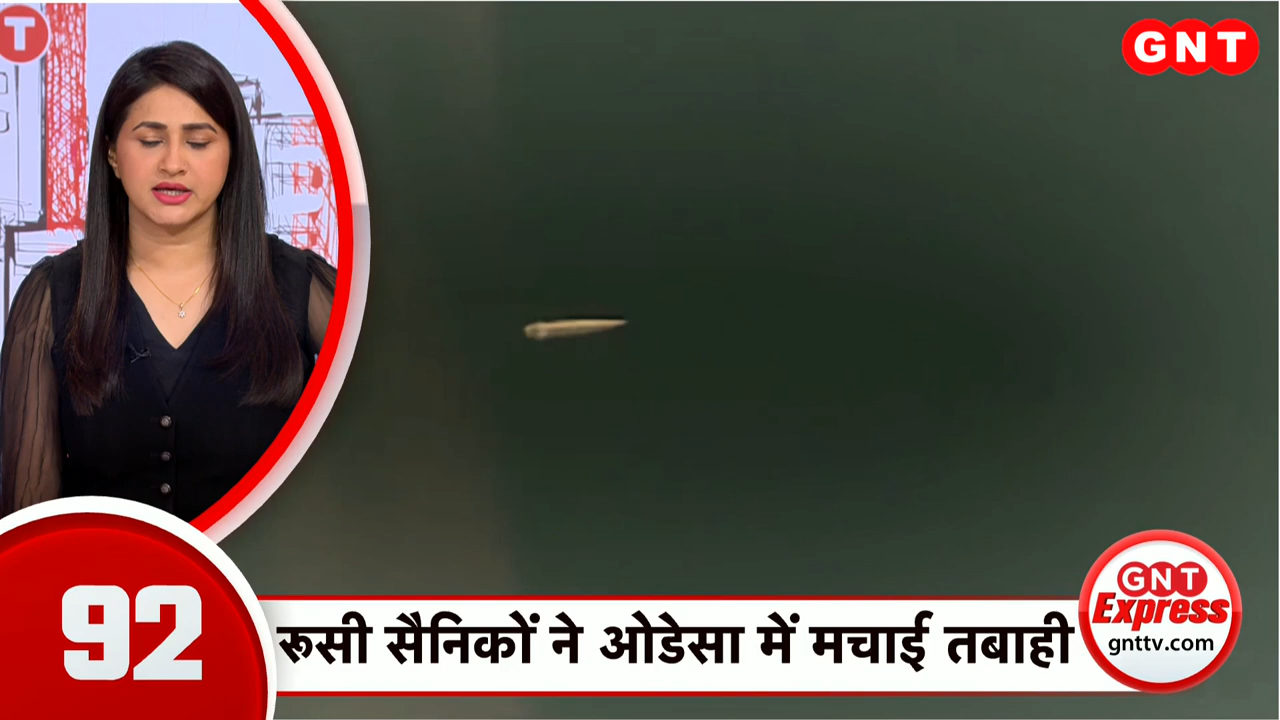 T
GNT
92
रूसी सैनिकों ने ओडेसा में मचाई तबाही
GNT
Express
gnttv.com